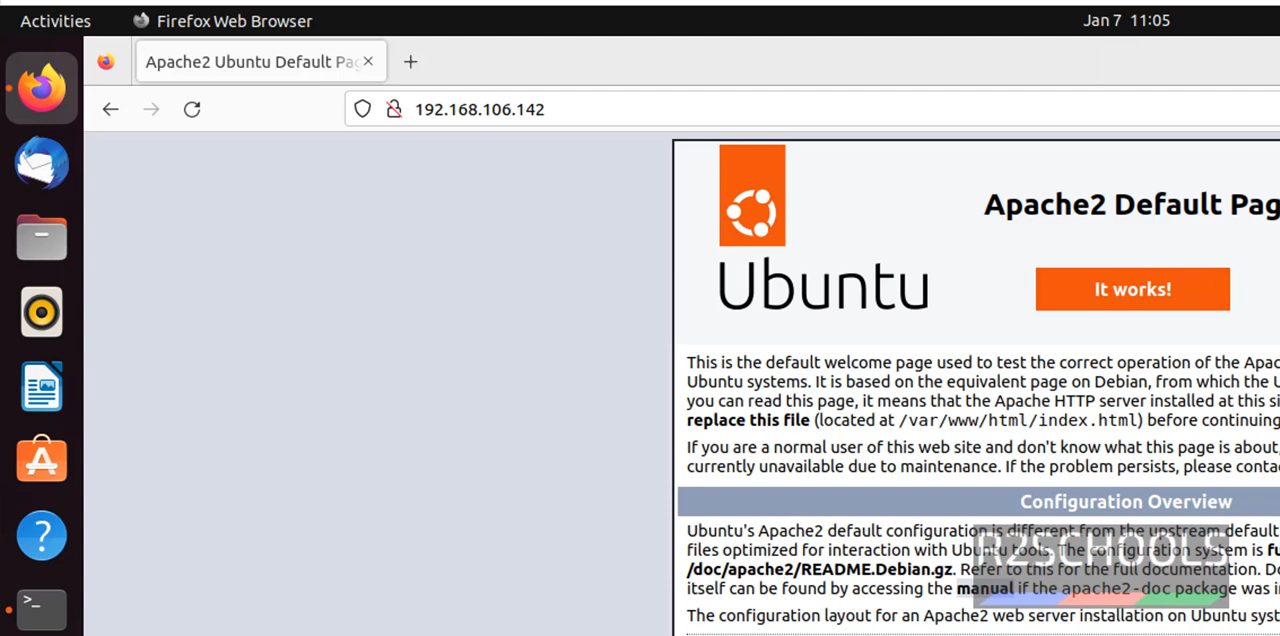 Activities Firefox Web Browser Jan 7 11:05
Apache2 Ubuntu Default Pag
192.168.106.142
Apache2 Default Pag
Ubuntu
It works!
This is the default welcome page used to test the correct operation of the Apac
Ubuntu systems. It is based on the equivalent page on Debian, from which the U
you can read this page, it means that the Apache HTTP server installed at this si
replace this file (located at /var/www/html/index.html) before continuing
If you are a normal user of this web site and don't know what this page is about,
currently unavailable due to maintenance. If the problem persists, please conta
Configuration Overview
Ubuntu's Apache2 default configuration is different from the upstream default
files optimized for interaction with Ubuntu tools. The configuration system is fu
/doc/apache2/README.Debian.gz. Refer to this for the full documentation. Do
itself can be found by accessing the manual if the apache2-doc package was in
RZSCHOOLS
The configuration layout for an Apache2 web server installation on Ubuntu syst